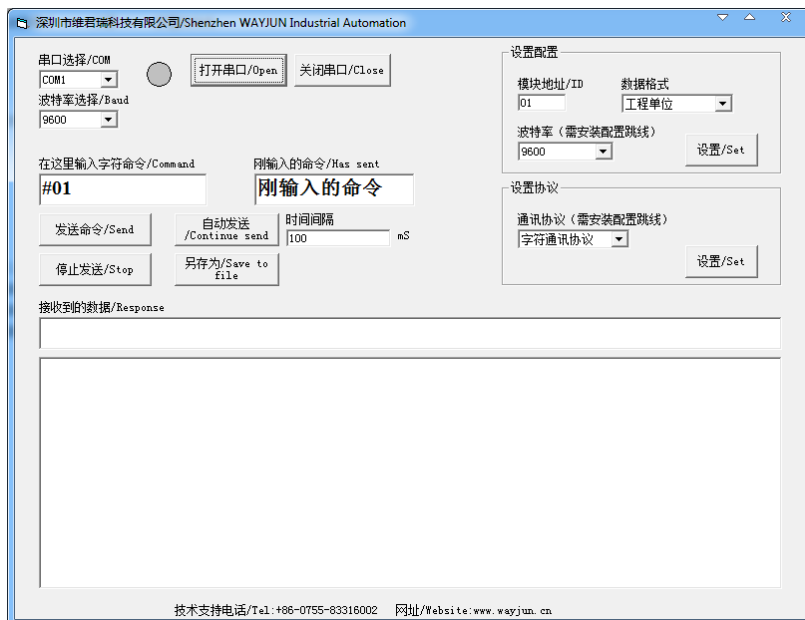 深圳市维君瑞科技有限公司/Shenzhen WAYJUN Industrial Automation
串口选择/COM
COM1
打开串口/Open
关闭串口/Close
波特率选择/Baud
9600
设置配置
模块地址/ID
数据格式
01
工程单位
波特率（需安装配置跳线）
9600
设置/Set
在这里输入字符命令/Command
刚输入的命令/Has sent
#01
刚输入的命令
发送命令/Send
自动发送
/Continue send
时间间隔
100
mS
停止发送/Stop
另存为/Save to
file
设置协议
通讯协议（需安装配置跳线）
字符通讯协议
设置/Set
接收到的数据/Response
技术支持电话/Tel:+86-0755-83316002 网址/Website:www.wayjun.cn